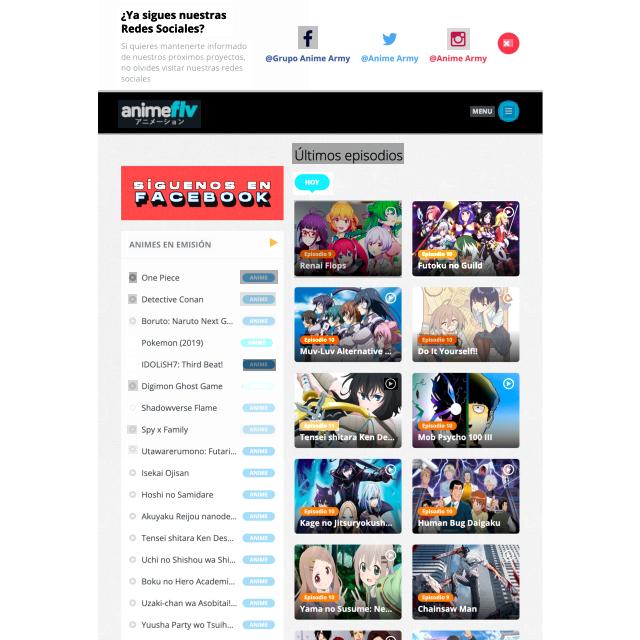 ¿Ya sigues nuestras
Redes Sociales?
Si quieres mantenerte informado
de nuestros proximos proyectos,
no olvides visitar nuestras redes
sociales
@Grupo Anime Army
@Anime Army
@Anime Army
animeflv
アニメーション
MENU
SÍGUENOS EN
FACEBOOK
ANIMES EN EMISIÓN
One Piece ANIME
Detective Conan ANIME
Boruto: Naruto Next G... ANIME
Pokemon (2019) ANIME
IDOLiSH7: Third Beat! ANIME
Digimon Ghost Game
Shadowverse Flame ANIME
Spy x Family ANIME
Utawarerumono: Futari... ANIME
Isekai Ojisan ANIME
Hoshi no Samidare ANIME
Akuyaku Reijou nanode... ANIME
Tensei shitara Ken Des... ANIME
Uchi no Shishou wa Shi... ANIME
Boku no Hero Academi... ANIME
Uzaki-chan wa Asobitai!... ANIME
Yuusha Party wo Tsuih... ANIME
Últimos episodios
HOY
Episodio 9
Renai Flops
Episodio 10
Futoku no Guild
Episodio 10
Muv-Luv Alternative ...
Episodio 10
Do It Yourself!!
Tensei shitara Ken De...
Episodio 10
Mob Psycho 100 III
Episodio 10
Kage no Jitsuryokush...
Episodio 10
Human Bug Daigaku
Episodio 10
Yama no Susume: Ne...
Episodio 9
Chainsaw Man